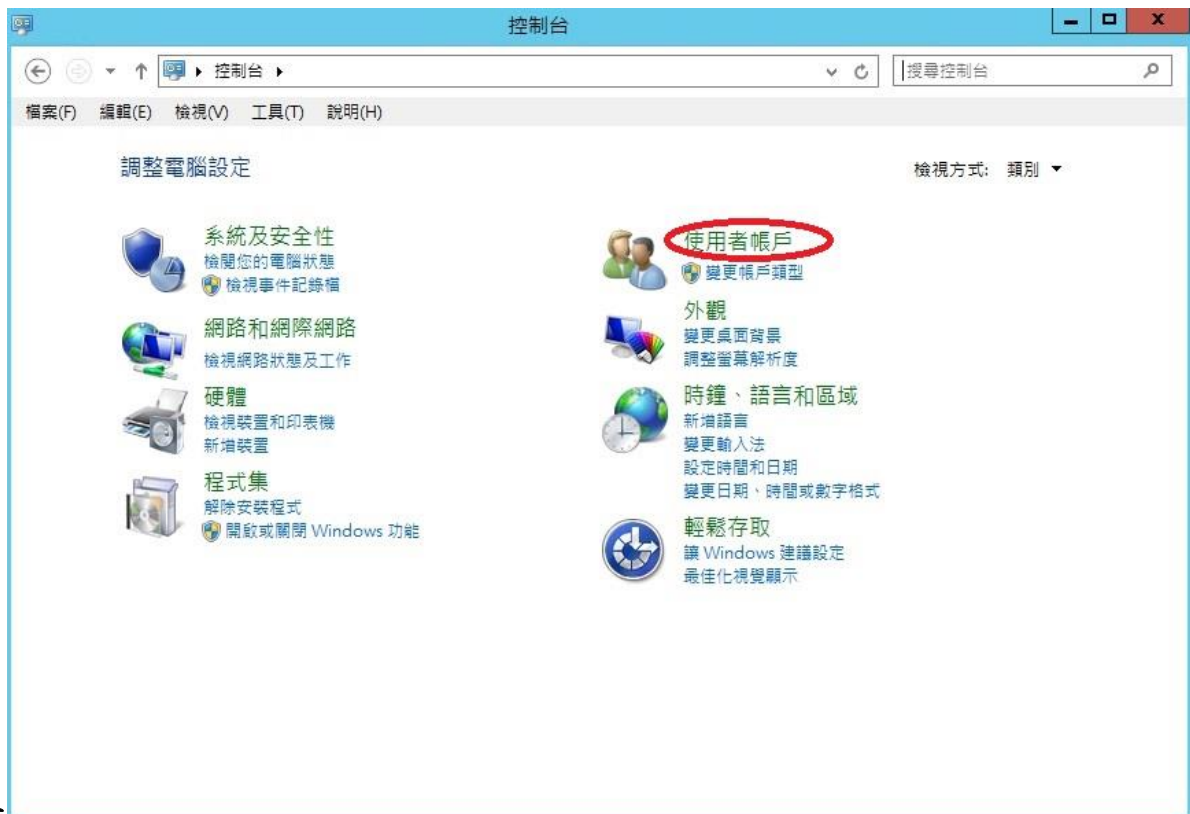 控制台
控制台
搜尋控制台
檔案(F) 編輯(E) 檢視(V) 工具(T) 說明(H)
調整電腦設定
檢視方式: 類別
系統及安全性
檢閱您的電腦狀態
檢視事件記錄檔
網路和網際網路
檢視網路狀態及工作
硬體
檢視裝置和印表機
新增裝置
程式集
解除安裝程式
開啟或關閉 Windows 功能
使用者帳戶
變更帳戶類型
外觀
變更桌面背景
調整螢幕解析度
時鐘、語言和區域
新增語言
變更輸入法
設定時間和日期
變更日期、時間或數字格式
輕鬆存取
讓 Windows 建議設定
最佳化視覺顯示